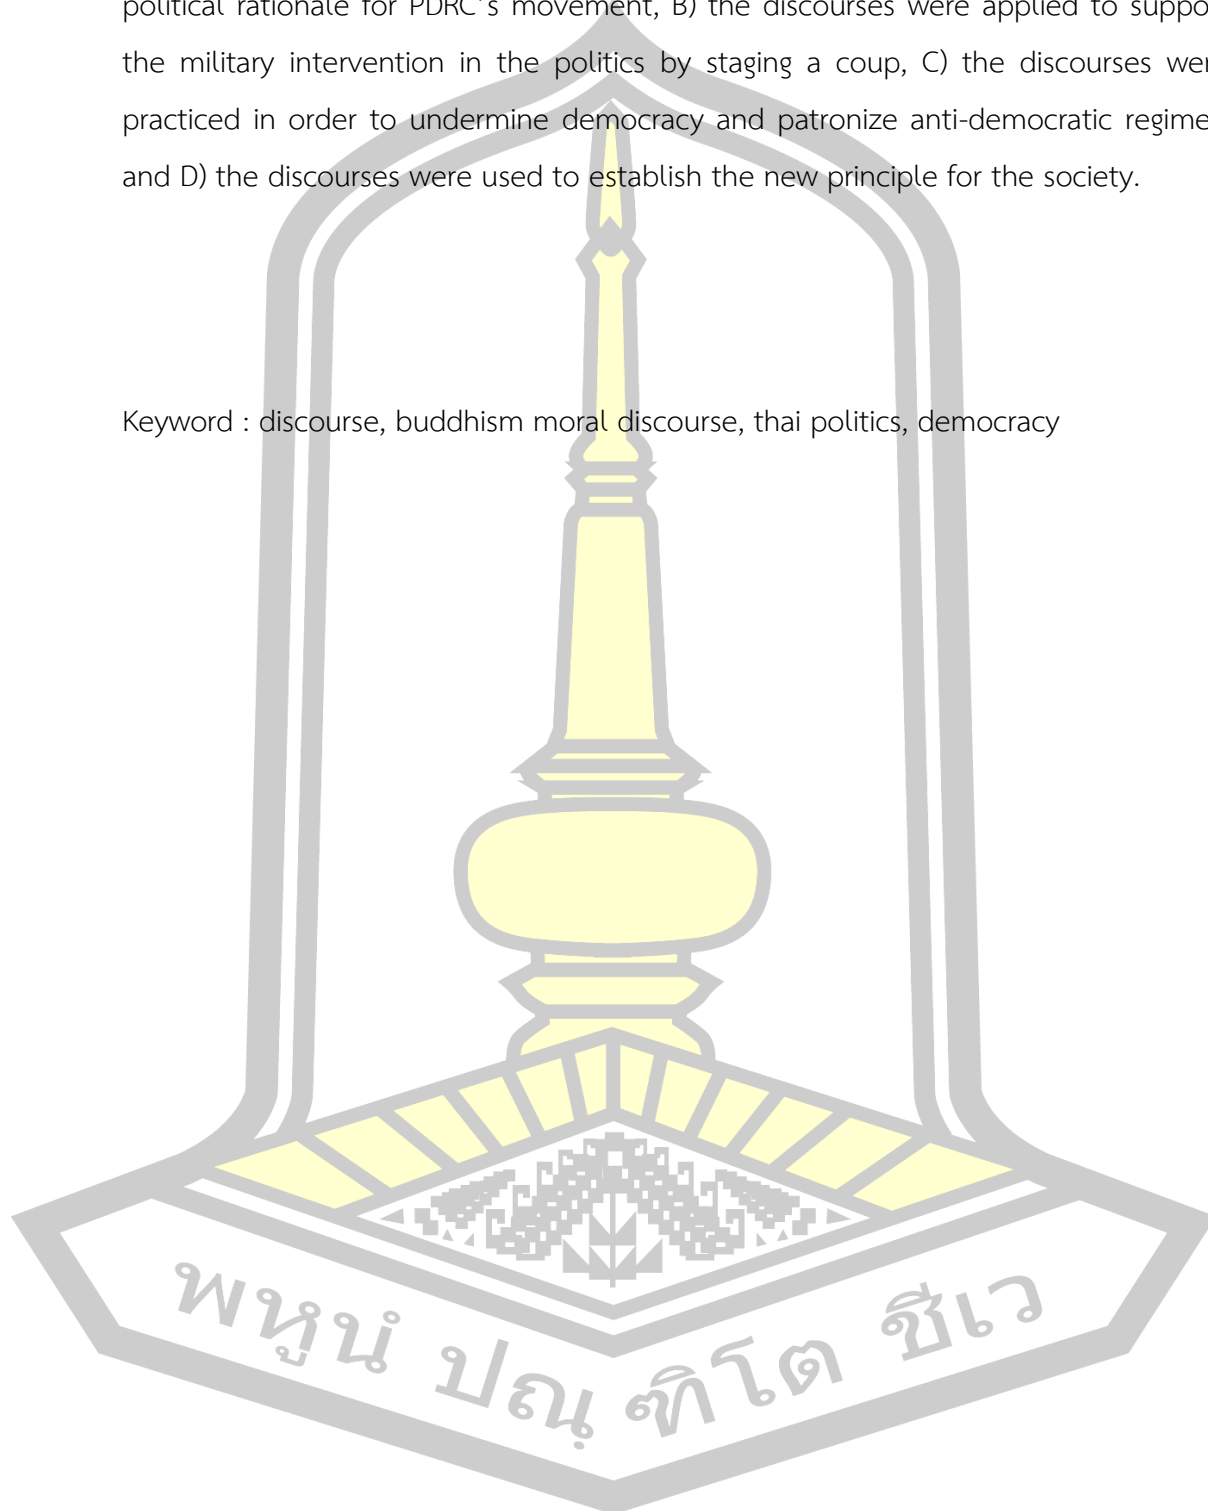 political rationale for PDRC's movement, B) the discourses were applied to
the military intervention in the politics by staging a coup, C) the discourses
practiced in order to undermine democracy and patronize anti-democratic
and D) the discourses were used to establish the new principle for the society.
Keyword : discourse, buddhism moral discourse, thai politics, democracy
พหูนํ ปณฺฑิโต ชีเว